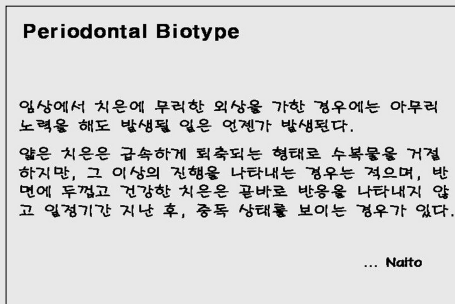 Periodontal Biotype
임상에서 치은에 무리한 외상을 가한 경우에는 아무리
노력을 해도 발생될 일은 언젠가 발생된다.
얇은 치은은 급속하게 퇴축되는 형태로 수복물을 거절
하지만, 그 이상의 진행을 나타내는 경우는 적으며, 반
면에 두껍고 건강한 치은은 곧바로 반응을 나타내지 않
고 일정기간 지난 후, 중독 상태를 보이는 경우가 있다.
... Naito